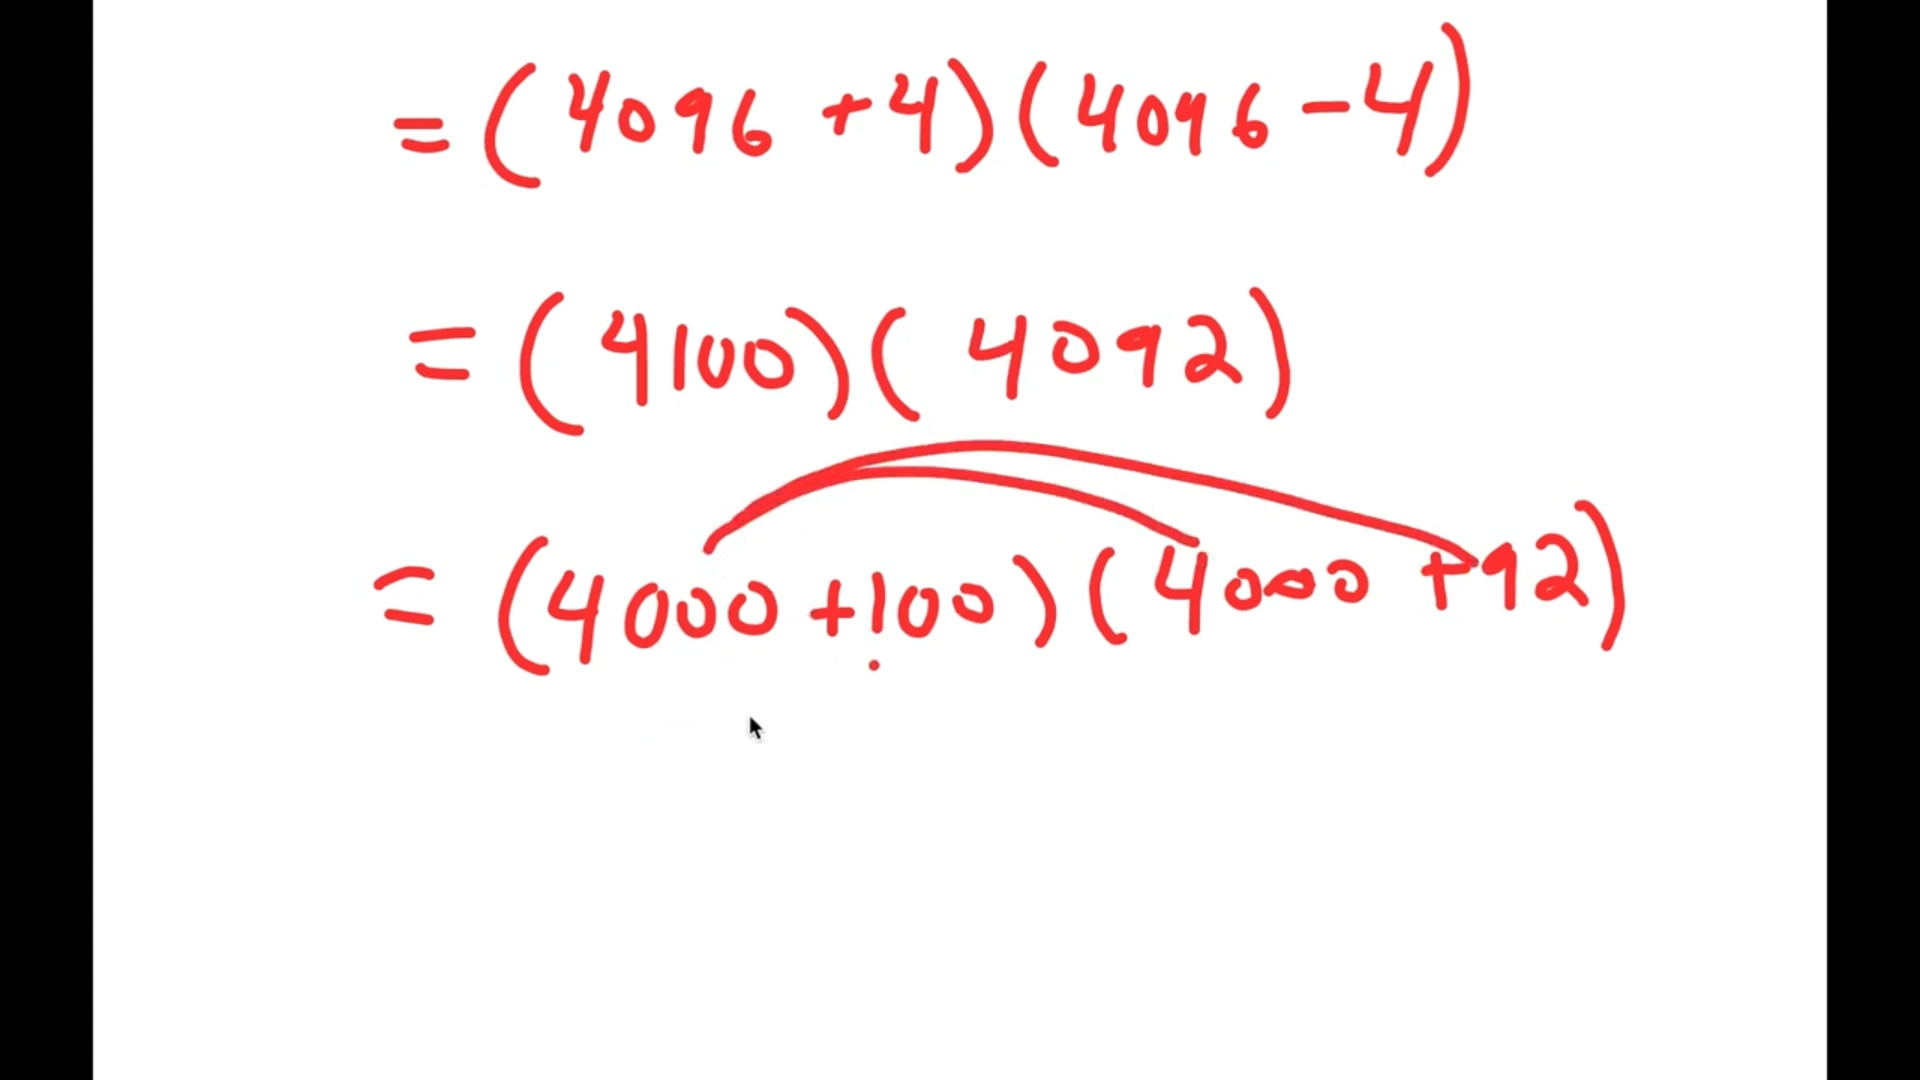 = (4096 + 4)(4096 - 4)
= (4100)(4092)
= (4000 + 100)(4000 + 92)